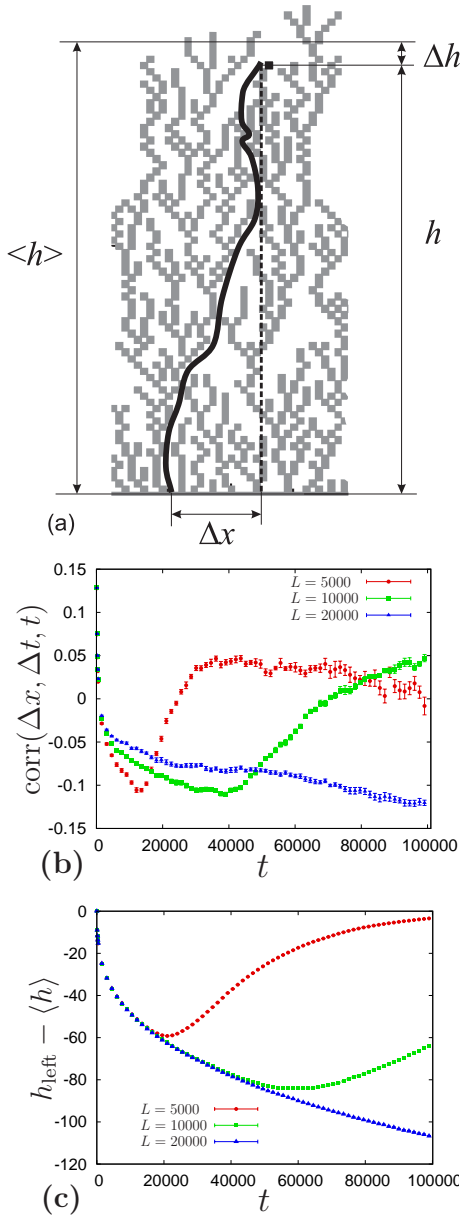 Δh
<h>
h
(a)
Δx
0.15
0.10
0.05
0
-0.05
-0.10
-0.15
corr(Δx, Δt, t)
L = 5000
L = 10000
L = 20000
0 20000 40000 60000 80000 100000
(b)
t
0
-20
-40
-60
-80
-100
-120
h_left − ⟨h⟩
L = 5000
L = 10000
L = 20000
0 20000 40000 60000 80000 100000
(c)
t